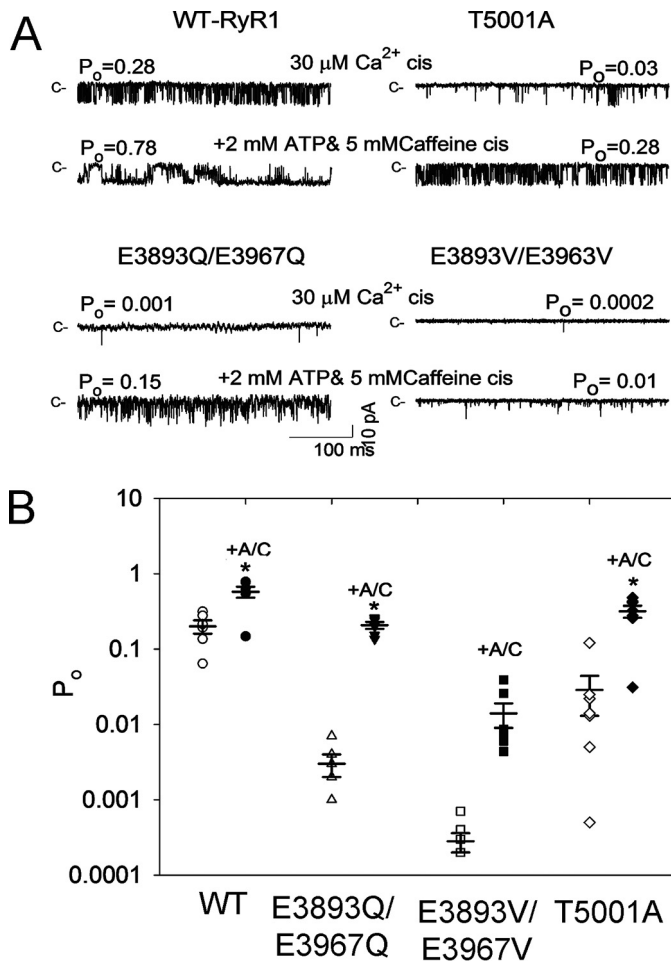 A
WT-RyR1 T5001A
Po=0.28 30 μM Ca2+ cis Po=0.03
c-
c-
Po=0.78 +2 mM ATP& 5 mMCaffeine cis Po=0.28
c-
c-
E3893Q/E3967Q E3893V/E3963V
Po= 0.001 30 μM Ca2+ cis Po= 0.0002
c-
c-
Po= 0.15 +2 mM ATP& 5 mMCaffeine cis Po= 0.01
c-
c-
10 pA
100 ms
B
10
1
0.1
0.01
0.001
0.0001
Po
+A/C
*
+A/C
*
+A/C
+A/C
*
WT
E3893Q/
E3967Q
E3893V/
E3967V
T5001A